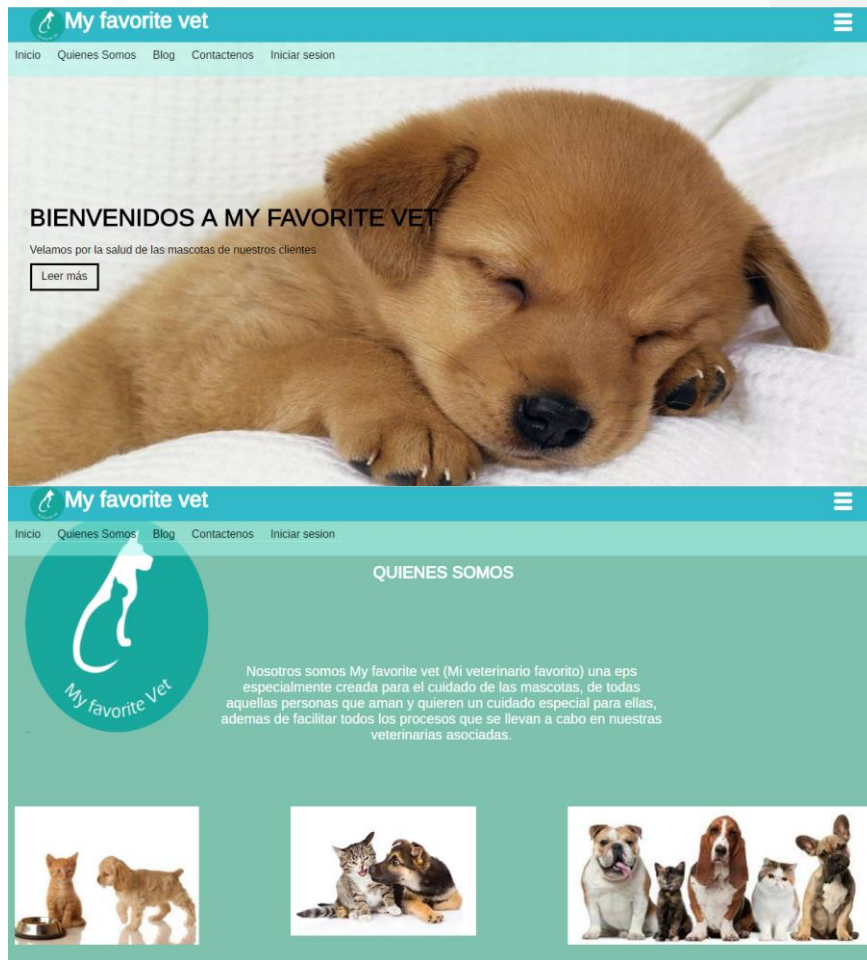 My favorite vet
Inicio Quienes Somos Blog Contactenos Iniciar sesion
BIENVENIDOS A MY FAVORITE VET
Velamos por la salud de las mascotas de nuestros clientes
Leer más
My favorite vet
Inicio Quienes Somos Blog Contactenos Iniciar sesion
QUIENES SOMOS
My favorite Vet
Nosotros somos My favorite vet (Mi veterinario favorito) una eps
especialmente creada para el cuidado de las mascotas, de todas
aquellas personas que aman y quieren un cuidado especial para ellas,
ademas de facilitar todos los procesos que se llevan a cabo en nuestras
veterinarias asociadas.